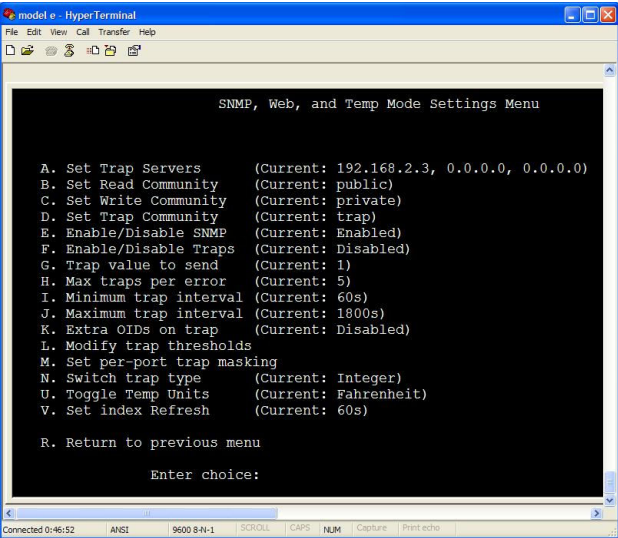 model e - HyperTerminal
File Edit View Call Transfer Help
SNMP, Web, and Temp Mode Settings Menu
A. Set Trap Servers (Current: 192.168.2.3, 0.0.0.0, 0.0.0.0)
B. Set Read Community (Current: public)
C. Set Write Community (Current: private)
D. Set Trap Community (Current: trap)
E. Enable/Disable SNMP (Current: Enabled)
F. Enable/Disable Traps (Current: Disabled)
G. Trap value to send (Current: 1)
H. Max traps per error (Current: 5)
I. Minimum trap interval (Current: 60s)
J. Maximum trap interval (Current: 1800s)
K. Extra OIDs on trap (Current: Disabled)
L. Modify trap thresholds
M. Set per-port trap masking
N. Switch trap type (Current: Integer)
U. Toggle Temp Units (Current: Fahrenheit)
V. Set index Refresh (Current: 60s)
R. Return to previous menu
Enter choice:
Connected 0:46:52 ANSI 9600 8-N-1 SCROLL CAPS NUM Capture Print echo